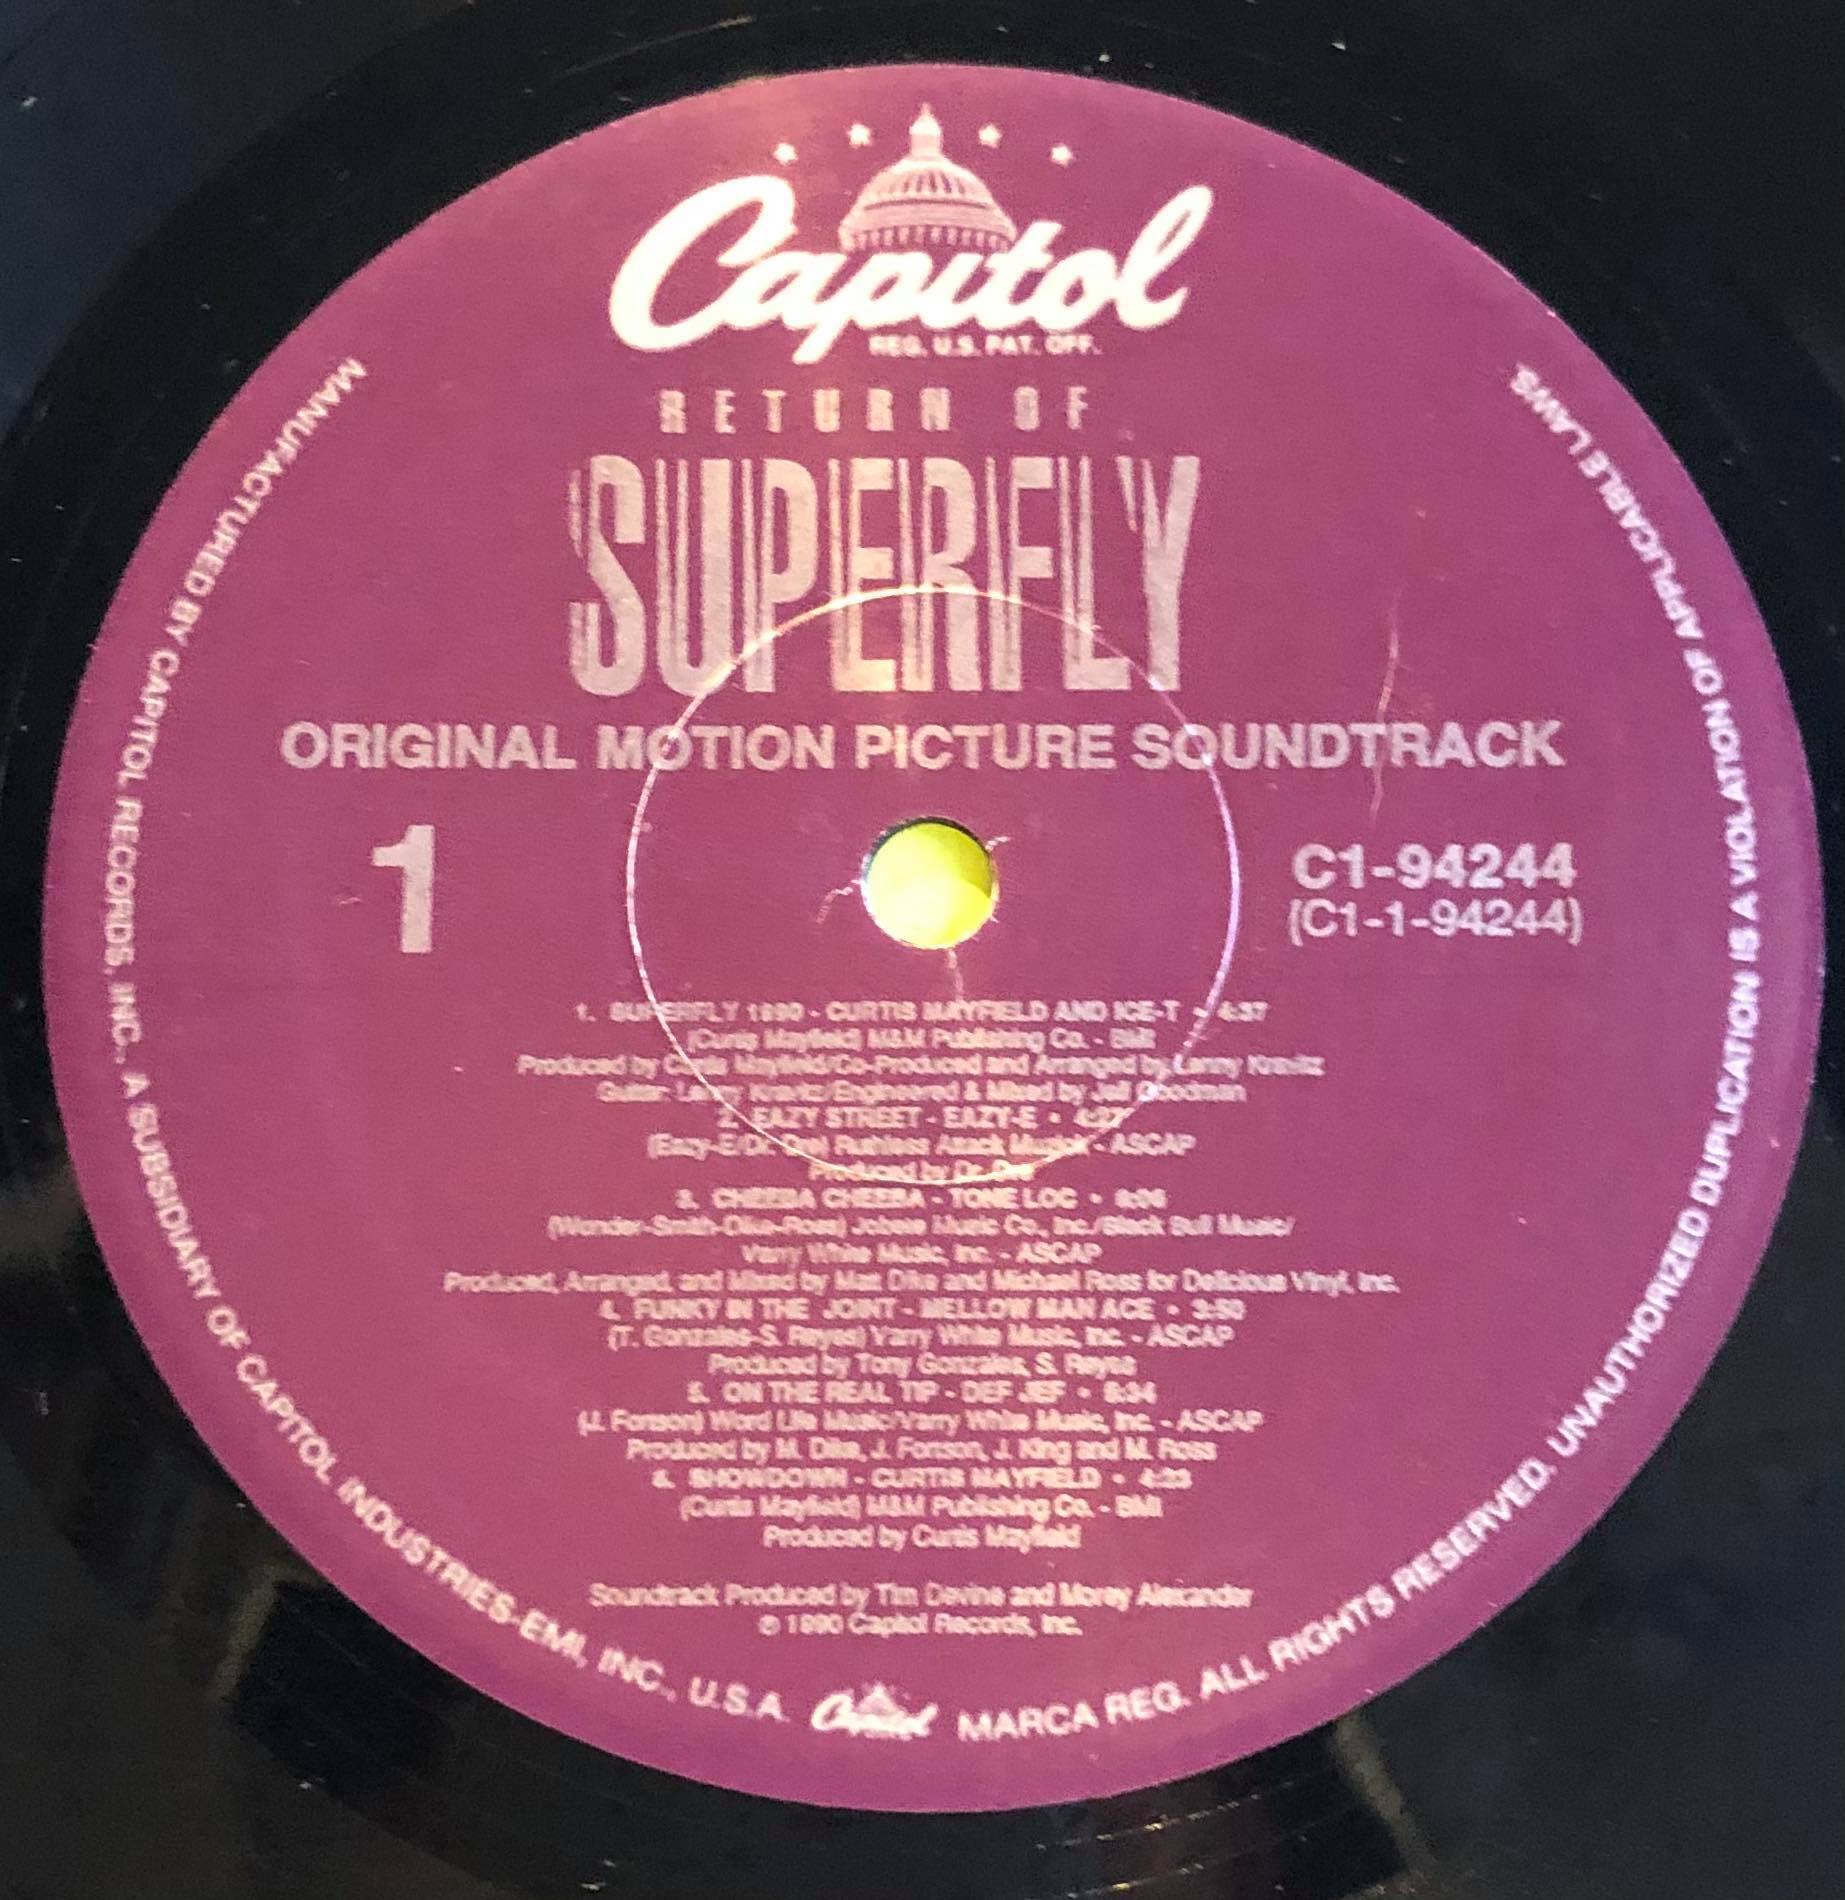 Capitol
REG. U.S. PAT. OFF.
RETURN OF
SUPERFLY
ORIGINAL MOTION PICTURE SOUNDTRACK
1
C1-94244
(C1-1-94244)
1. SUPERFLY 1990 - CURTIS MAYFIELD AND ICE-T • 4:37
(Curtis Mayfield) M&M Publishing Co. - BMI
Produced by Curtis Mayfield/Co-Produced and Arranged by Lenny Kravitz
Guitar: Lenny Kravitz/Engineered & Mixed by Jeff Goodman
2. EAZY STREET - EAZY-E • 4:27
(Eazy-E/Dr. Dre) Ruthless Attack Muzick - ASCAP
Produced by Dr. Dre
3. CHEEBA CHEEBA - TONE LOC •
(Wonder-Smith-Dike-Ross) Jobete Music Co., Inc./Black Bull Music/
Varry White Music, Inc. - ASCAP
Produced, Arranged, and Mixed by Matt Dike and Michael Ross for Delicious Vinyl, Inc.
4. FUNKY IN THE JOINT - MELLOW MAN ACE • 3:50
(T. Gonzales-S. Reyes) Varry White Music, Inc. - ASCAP
Produced by Tony Gonzales, S. Reyes
5. ON THE REAL TIP - DEF JEF •
(J. Fortson) Word Life Music/Varry White Music, Inc. - ASCAP
Produced by M. Dike, J. Fortson, J. King and M. Ross
6. SHOWDOWN - CURTIS MAYFIELD • 4:23
(Curtis Mayfield) M&M Publishing Co. - BMI
Produced by Curtis Mayfield
Soundtrack Produced by Tim Devine and Morey Alexander
℗ 1990 Capitol Records, Inc.
MANUFACTURED BY CAPITOL RECORDS, INC., A SUBSIDIARY OF CAPITOL INDUSTRIES-EMI, INC., U.S.A. Capitol MARCA REG. ALL RIGHTS RESERVED. UNAUTHORIZED DUPLICATION IS A VIOLATION OF APPLICABLE LAWS.